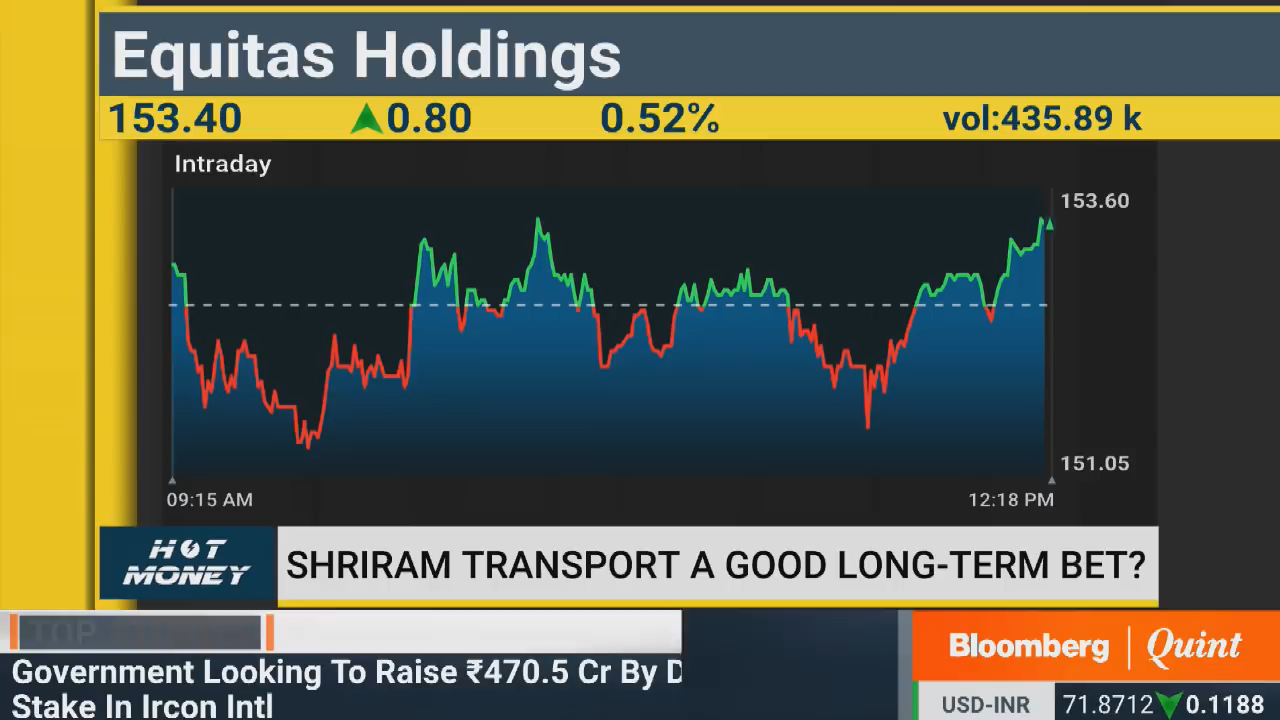 Equitas Holdings
153.40 0.80 0.52% vol:435.89 k
Intraday
153.60
151.05
09:15 AM 12:18 PM
HOT
MONEY
SHRIRAM TRANSPORT A GOOD LONG-TERM BET?
TOP
Government Looking To Raise ₹470.5 Cr By D
Stake In Ircon Intl
Bloomberg | Quint
USD-INR 71.8712 0.1188